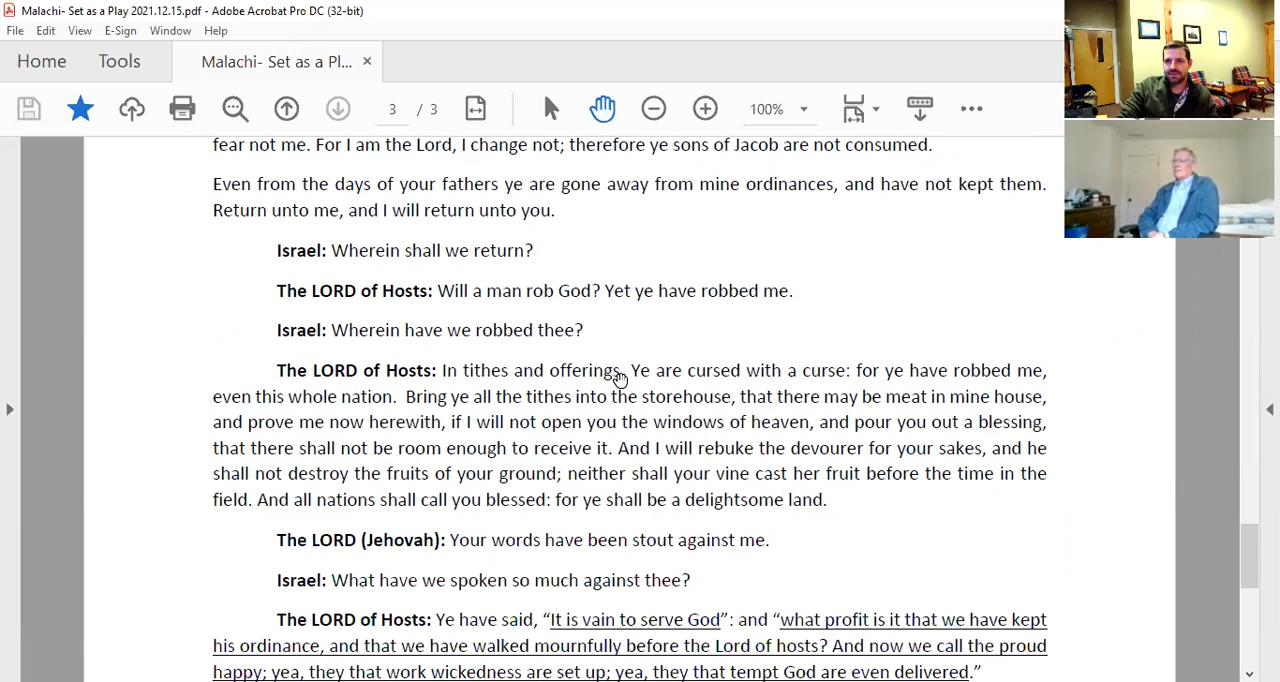 Malachi- Set as a Play 2021.12.15.pdf - Adobe Acrobat Pro DC (32-bit)
File Edit View E-Sign Window Help
Home Tools Malachi- Set as a Pl... ×
3 / 3 100%
fear not me. For I am the Lord, I change not; therefore ye sons of Jacob are not consumed.
Even from the days of your fathers ye are gone away from mine ordinances, and have not kept them.
Return unto me, and I will return unto you.
Israel: Wherein shall we return?
The LORD of Hosts: Will a man rob God? Yet ye have robbed me.
Israel: Wherein have we robbed thee?
The LORD of Hosts: In tithes and offerings. Ye are cursed with a curse: for ye have robbed me,
even this whole nation. Bring ye all the tithes into the storehouse, that there may be meat in mine house,
and prove me now herewith, if I will not open you the windows of heaven, and pour you out a blessing,
that there shall not be room enough to receive it. And I will rebuke the devourer for your sakes, and he
shall not destroy the fruits of your ground; neither shall your vine cast her fruit before the time in the
field. And all nations shall call you blessed: for ye shall be a delightsome land.
The LORD (Jehovah): Your words have been stout against me.
Israel: What have we spoken so much against thee?
The LORD of Hosts: Ye have said, “It is vain to serve God”: and “what profit is it that we have kept
his ordinance, and that we have walked mournfully before the Lord of hosts? And now we call the proud
happy; yea, they that work wickedness are set up; yea, they that tempt God are even delivered.”